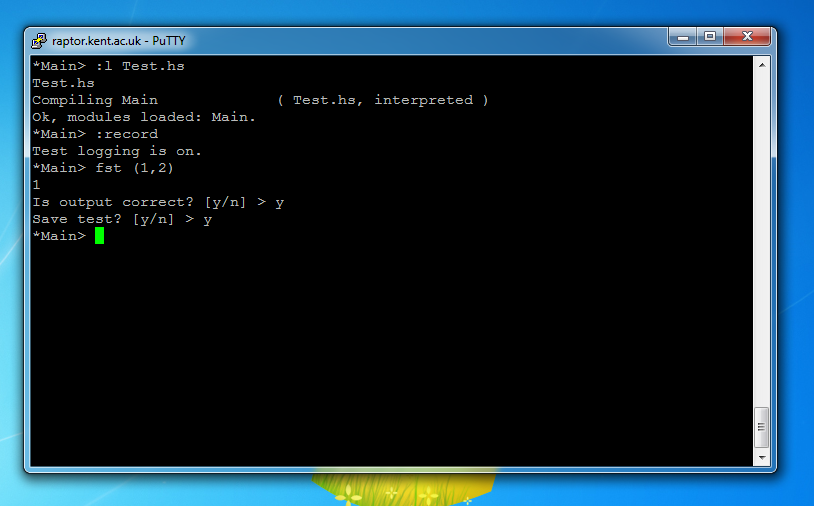 raptor.kent.ac.uk - PuTTY
*Main> :l Test.hs
Test.hs
Compiling Main             ( Test.hs, interpreted )
Ok, modules loaded: Main.
*Main> :record
Test logging is on.
*Main> fst (1,2)
1
Is output correct? [y/n] > y
Save test? [y/n] > y
*Main>